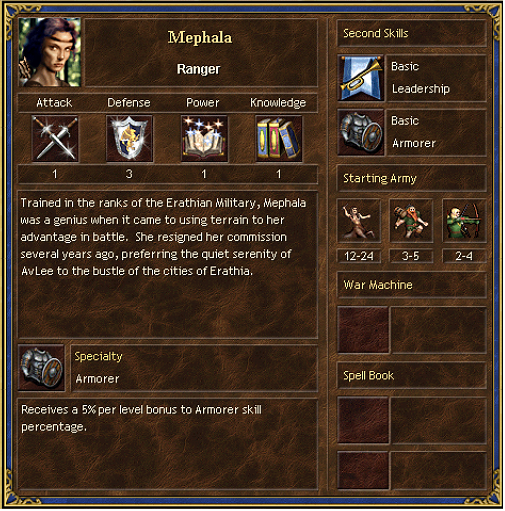 Mephala
Ranger
Attack Defense Power Knowledge
1 3 1 1
Trained in the ranks of the Erathian Military, Mephala
was a genius when it came to using terrain to her
advantage in battle. She resigned her commission
several years ago, preferring the quiet serenity of
AvLee to the bustle of the cities of Erathia.
Specialty
Armorer
Receives a 5% per level bonus to Armorer skill
percentage.
Second Skills
Basic
Leadership
Basic
Armorer
Starting Army
12-24 3-5 2-4
War Machine
Spell Book